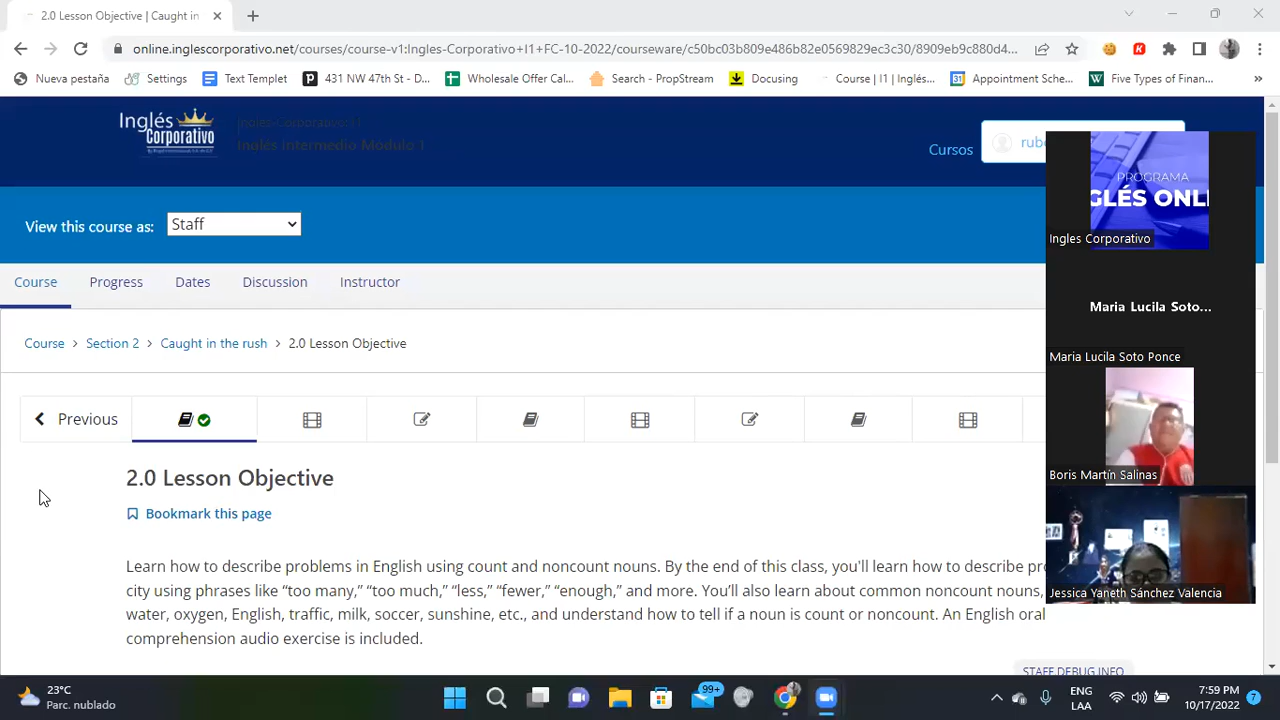 2.0 Lesson Objective | Caught in
online.inglescorporativo.net/courses/course-v1:Ingles-Corporativo+I1+FC-10-2022/courseware/c50bc03b899e486b82e0569829ec3c30/8909eb9c880d4...
Nueva pestaña
Settings
Text Templet
431 NW 47th St - D...
Wholesale Offer Cal...
Search - PropStream
Docusing
Course | I1 | Ingles...
Appointment Sche...
Five Types of Finan...
»
Inglés
Corporativo
Ingles-Corporativo: I1
Inglés Intermedio Módulo 1
Cursos
rub
PROGRAMA
GLÉS ONLI
Ingles Corporativo
View this course as:
Staff
Course
Progress
Dates
Discussion
Instructor
Maria Lucila Soto...
Maria Lucila Soto Ponce
Course > Section 2 > Caught in the rush > 2.0 Lesson Objective
Previous
Boris Martín Salinas
2.0 Lesson Objective
Bookmark this page
Learn how to describe problems in English using count and noncount nouns. By the end of this class, you'll learn how to describe pro
city using phrases like “too many,” “too much,” “less,” “fewer,” “enough,” and more. You’ll also learn about common noncount nouns,
water, oxygen, English, traffic, milk, soccer, sunshine, etc., and understand how to tell if a noun is count or noncount. An English oral
comprehension audio exercise is included.
Jessica Yaneth Sánchez Valencia
STAFF DEBUG INFO
23°C
Parc. nublado
99+
ENG
LAA
7:59 PM
10/17/2022
7